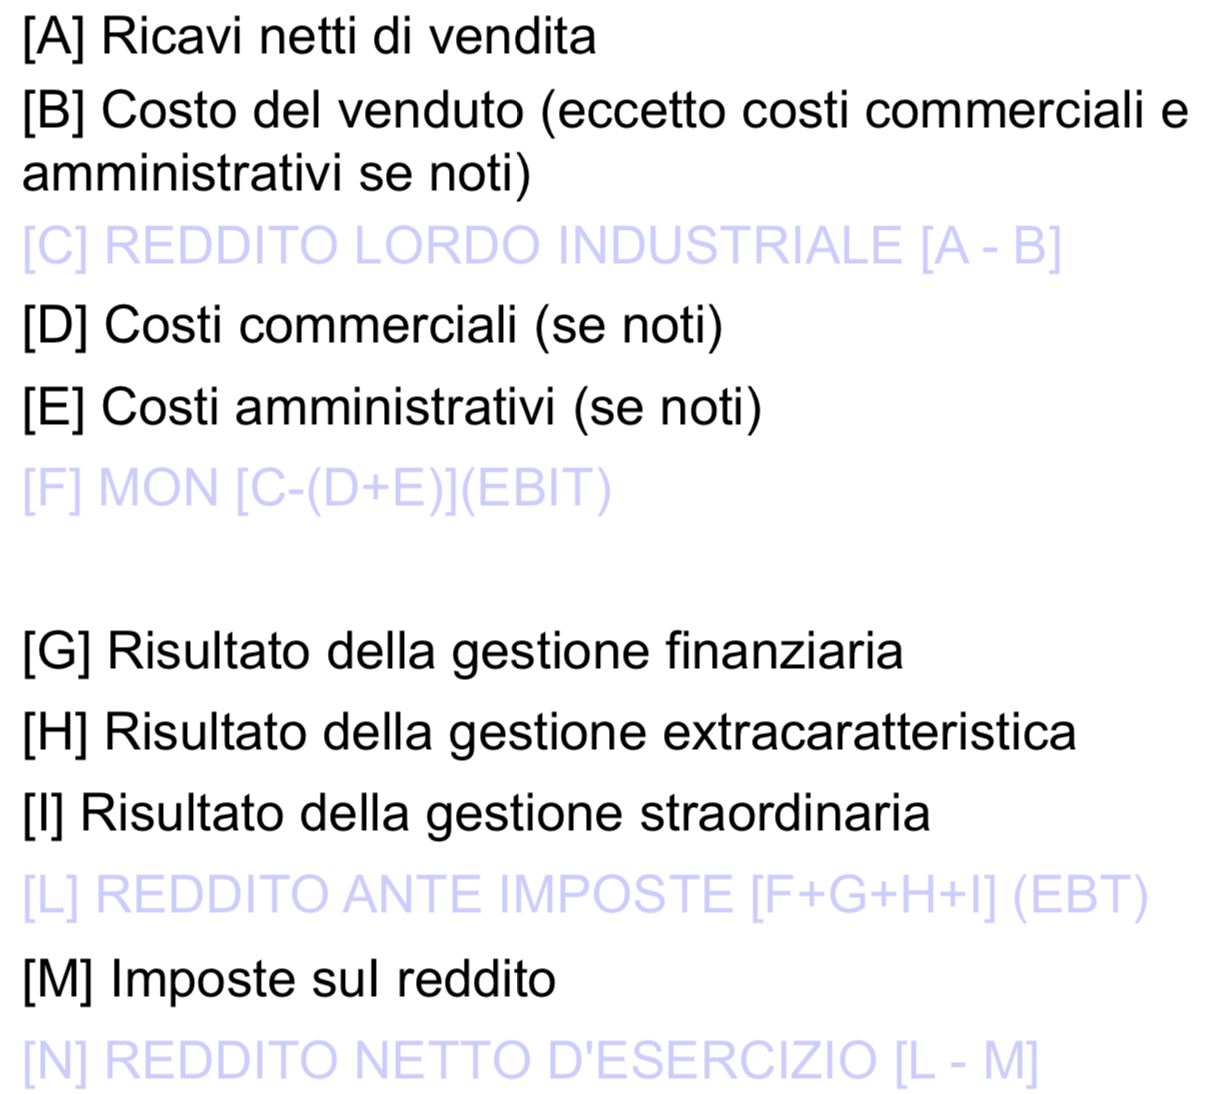 [A] Ricavi netti di vendita
[B] Costo del venduto (eccetto costi commerciali e
amministrativi se noti)
[C] REDDITO LORDO INDUSTRIALE [A - B]
[D] Costi commerciali (se noti)
[E] Costi amministrativi (se noti)
[F] MON [C-(D+E)](EBIT)
[G] Risultato della gestione finanziaria
[H] Risultato della gestione extracaratteristica
[I] Risultato della gestione straordinaria
[L] REDDITO ANTE IMPOSTE [F+G+H+I] (EBT)
[M] Imposte sul reddito
[N] REDDITO NETTO D'ESERCIZIO [L - M]